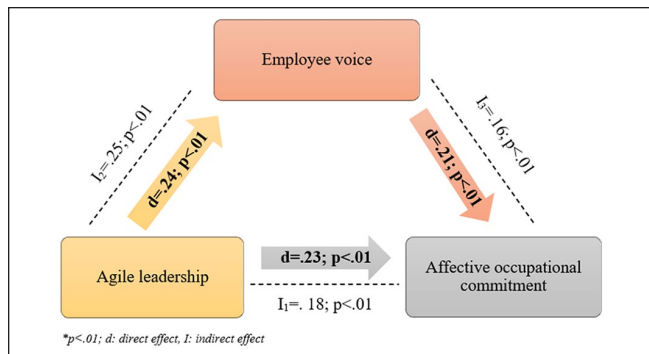 Employee voice
I₂=.25; p<.01
d=.24; p<.01
d=.21; p<.01
I₃=.16; p<.01
Agile leadership
d=.23; p<.01
I₁=. 18; p<.01
Affective occupational
commitment
*p<.01; d: direct effect, I: indirect effect